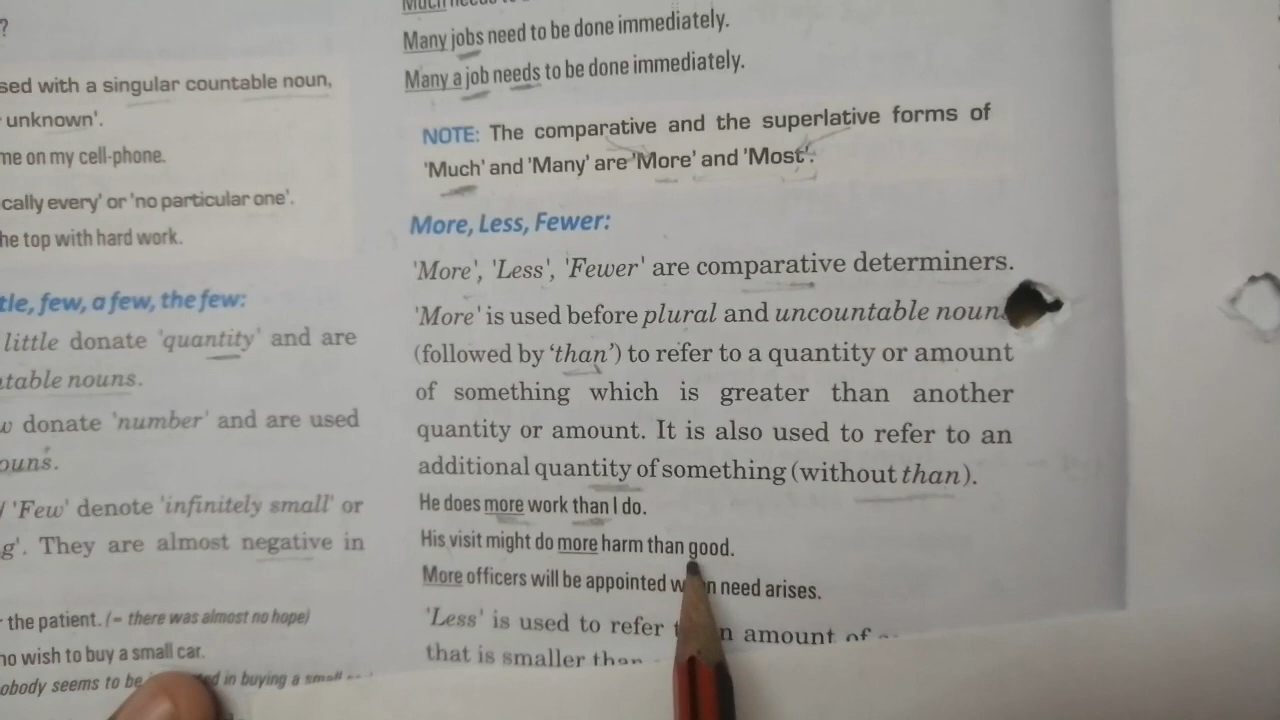 ?
sed with a singular countable noun,
unknown'.
me on my cell-phone.
cally every' or 'no particular one'.
he top with hard work.
tle, few, a few, the few:
little donate 'quantity' and are
table nouns.
w donate 'number' and are used
ouns.
'Few' denote 'infinitely small' or
g'. They are almost negative in
the patient. (= there was almost no hope)
no wish to buy a small car.
obody seems to be in buying a small
Much needs to
Many jobs need to be done immediately.
Many a job needs to be done immediately.
NOTE: The comparative and the superlative forms of
'Much' and 'Many' are 'More' and 'Most'.
More, Less, Fewer:
'More', 'Less', 'Fewer' are comparative determiners.
'More' is used before plural and uncountable noun
(followed by 'than') to refer to a quantity or amount
of something which is greater than another
quantity or amount. It is also used to refer to an
additional quantity of something (without than).
He does more work than I do.
His visit might do more harm than good.
More officers will be appointed when need arises.
'Less' is used to refer amount of
that is smaller than